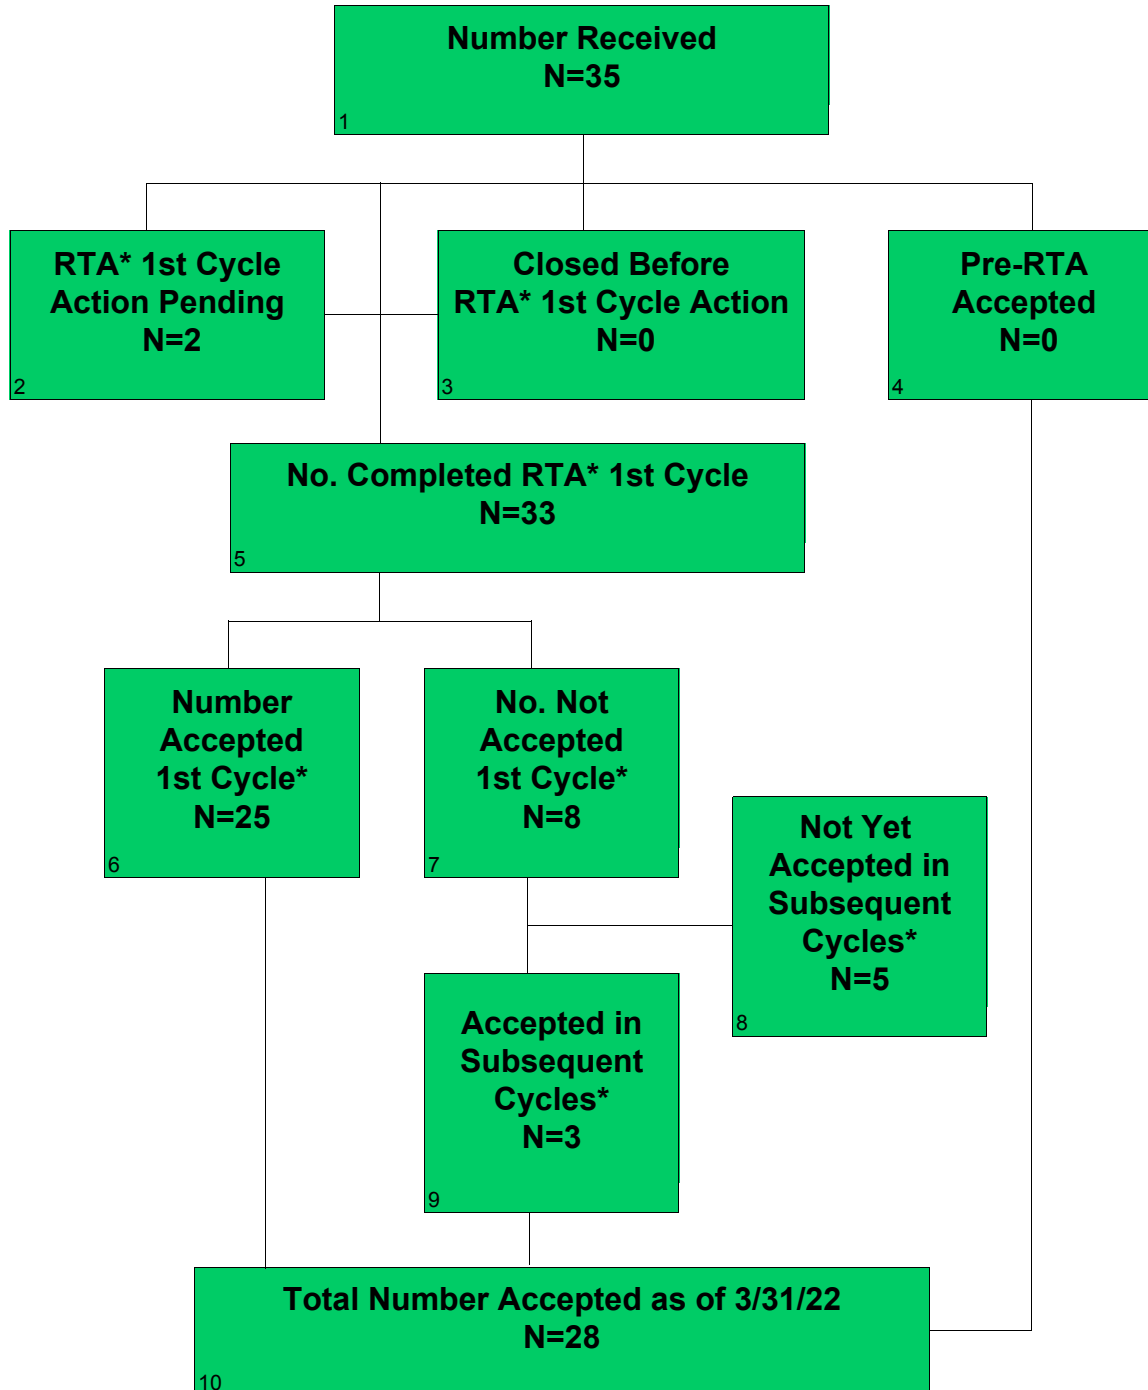 Number Received
N=35
1
RTA* 1st Cycle
Action Pending
N=2
2
Closed Before
RTA* 1st Cycle Action
N=0
3
Pre-RTA
Accepted
N=0
4
No. Completed RTA* 1st Cycle
N=33
5
Number
Accepted
1st Cycle*
N=25
6
No. Not
Accepted
1st Cycle*
N=8
7
Not Yet
Accepted in
Subsequent
Cycles*
N=5
8
Accepted in
Subsequent
Cycles*
N=3
9
Total Number Accepted as of 3/31/22
N=28
10